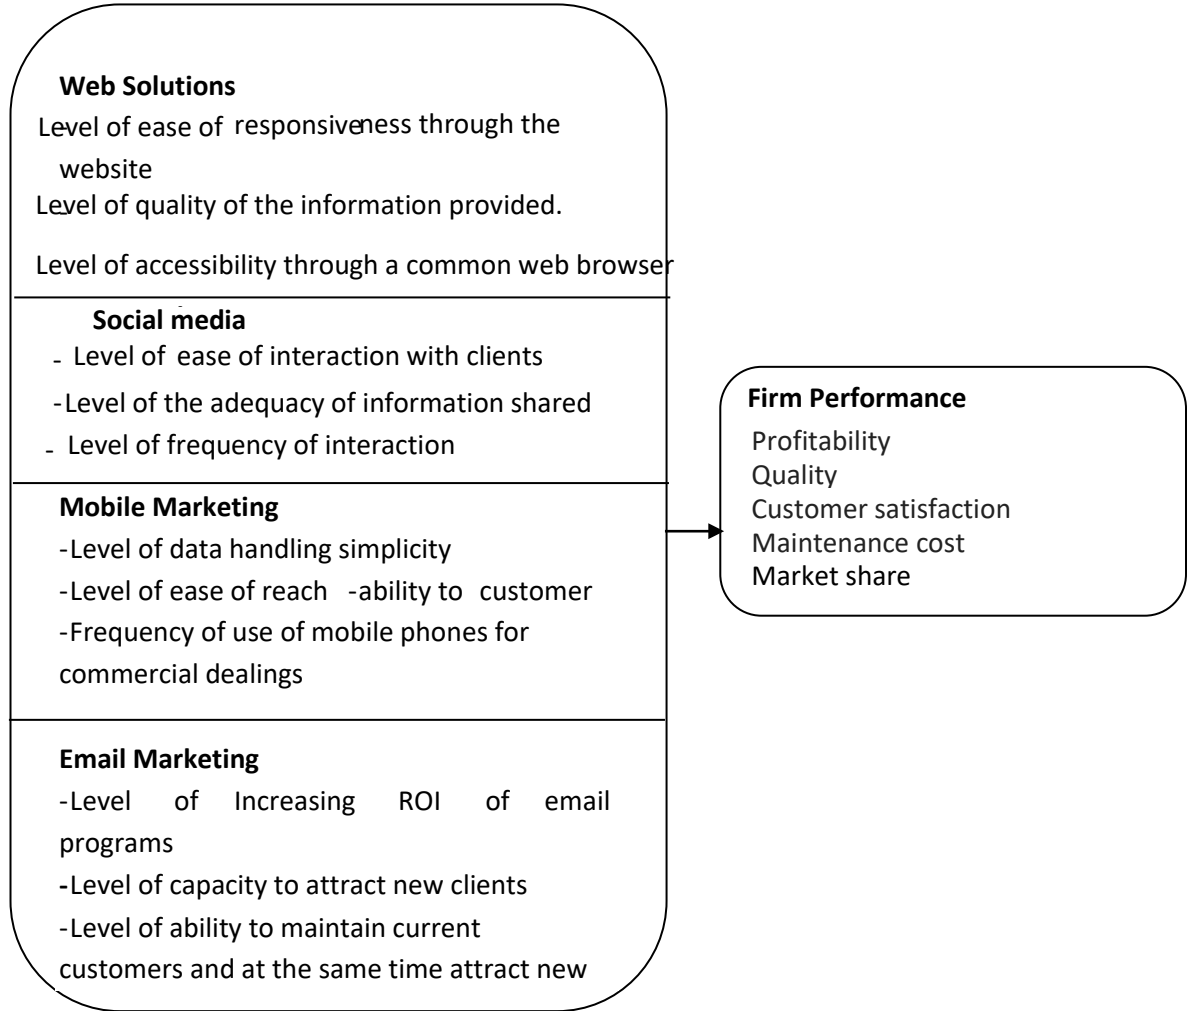 Web Solutions
Level of ease of responsiveness through the
website
Level of quality of the information provided.
Level of accessibility through a common web browser
Social media
- Level of ease of interaction with clients
-Level of the adequacy of information shared
- Level of frequency of interaction
Mobile Marketing
-Level of data handling simplicity
-Level of ease of reach -ability to customer
-Frequency of use of mobile phones for
commercial dealings
Email Marketing
-Level of Increasing ROI of email
programs
-Level of capacity to attract new clients
-Level of ability to maintain current
customers and at the same time attract new
Firm Performance
Profitability
Quality
Customer satisfaction
Maintenance cost
Market share